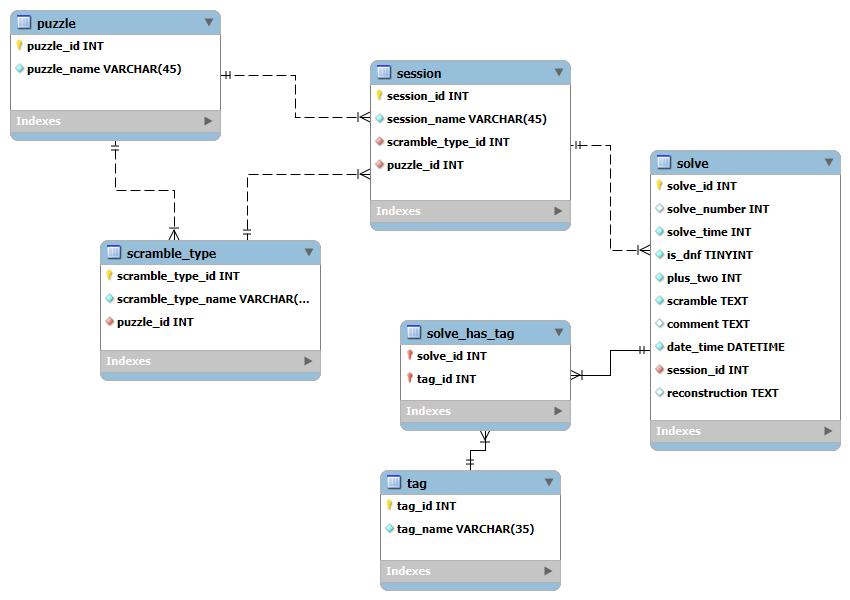 puzzle
puzzle_id INT
puzzle_name VARCHAR(45)
Indexes
session
session_id INT
session_name VARCHAR(45)
scramble_type_id INT
puzzle_id INT
Indexes
solve
solve_id INT
solve_number INT
solve_time INT
is_dnf TINYINT
plus_two INT
scramble TEXT
comment TEXT
date_time DATETIME
session_id INT
reconstruction TEXT
Indexes
scramble_type
scramble_type_id INT
scramble_type_name VARCHAR(...
puzzle_id INT
Indexes
solve_has_tag
solve_id INT
tag_id INT
Indexes
tag
tag_id INT
tag_name VARCHAR(35)
Indexes